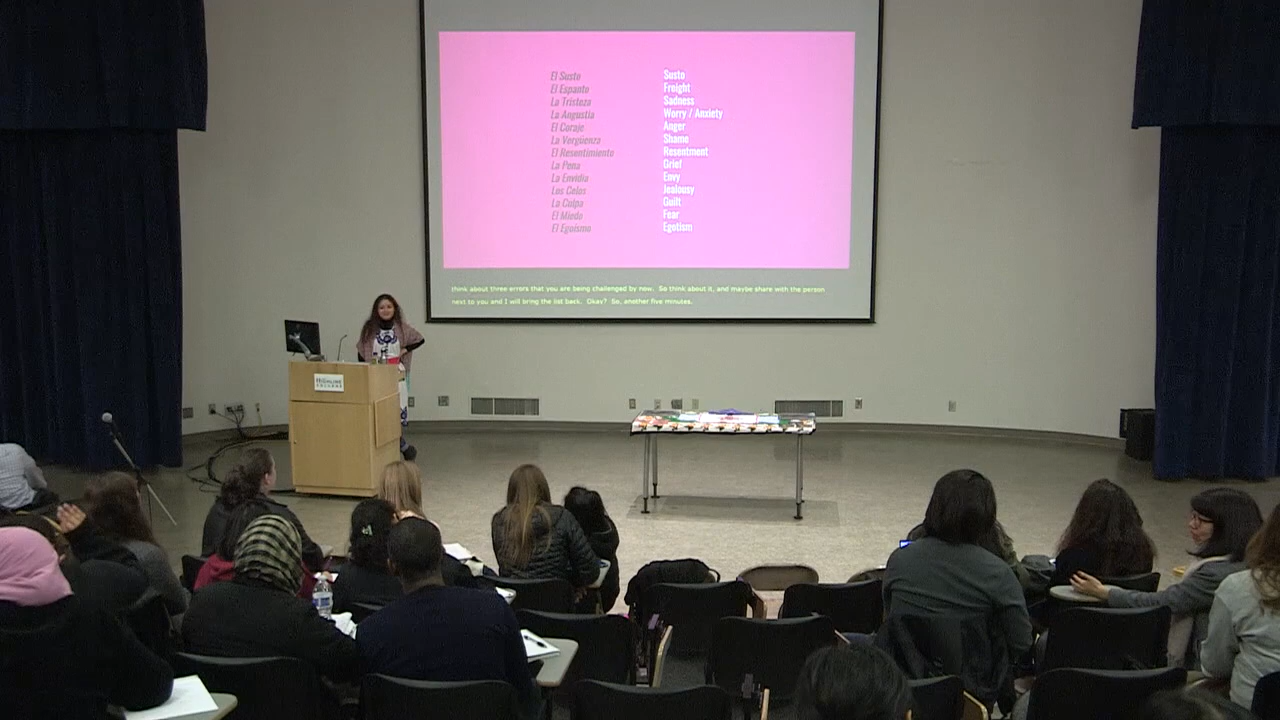 El Susto Susto
El Espanto Freight
La Tristeza Sadness
La Angustia Worry / Anxiety
El Coraje Anger
La Vergüenza Shame
El Resentimiento Resentment
La Pena Grief
La Envidia Envy
Los Celos Jealousy
La Culpa Guilt
El Miedo Fear
El Egoismo Egotism
think about three errors that you are being challenged by now. So think about it, and maybe share with the person
next to you and I will bring the list back. Okay? So, another five minutes.
HIGHLINE
COLLEGE